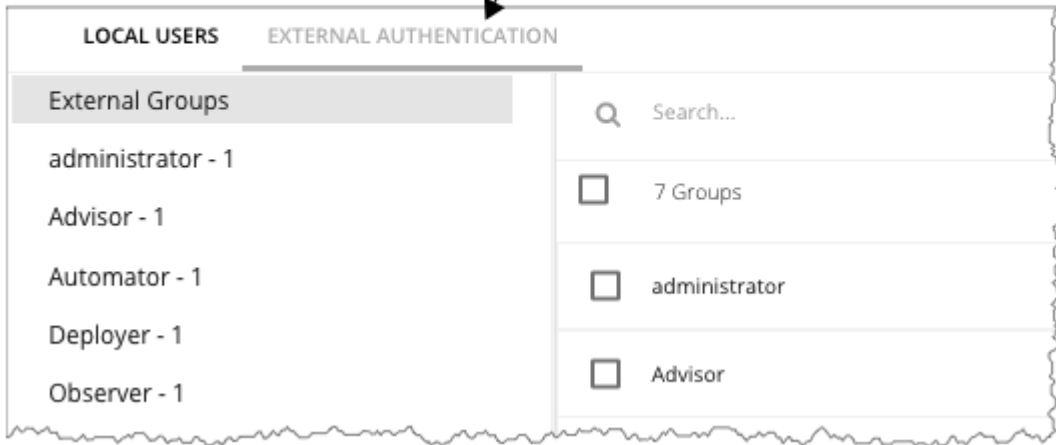 LOCAL USERS EXTERNAL AUTHENTICATION
External Groups
administrator - 1
Advisor - 1
Automator - 1
Deployer - 1
Observer - 1
Search...
7 Groups
administrator
Advisor